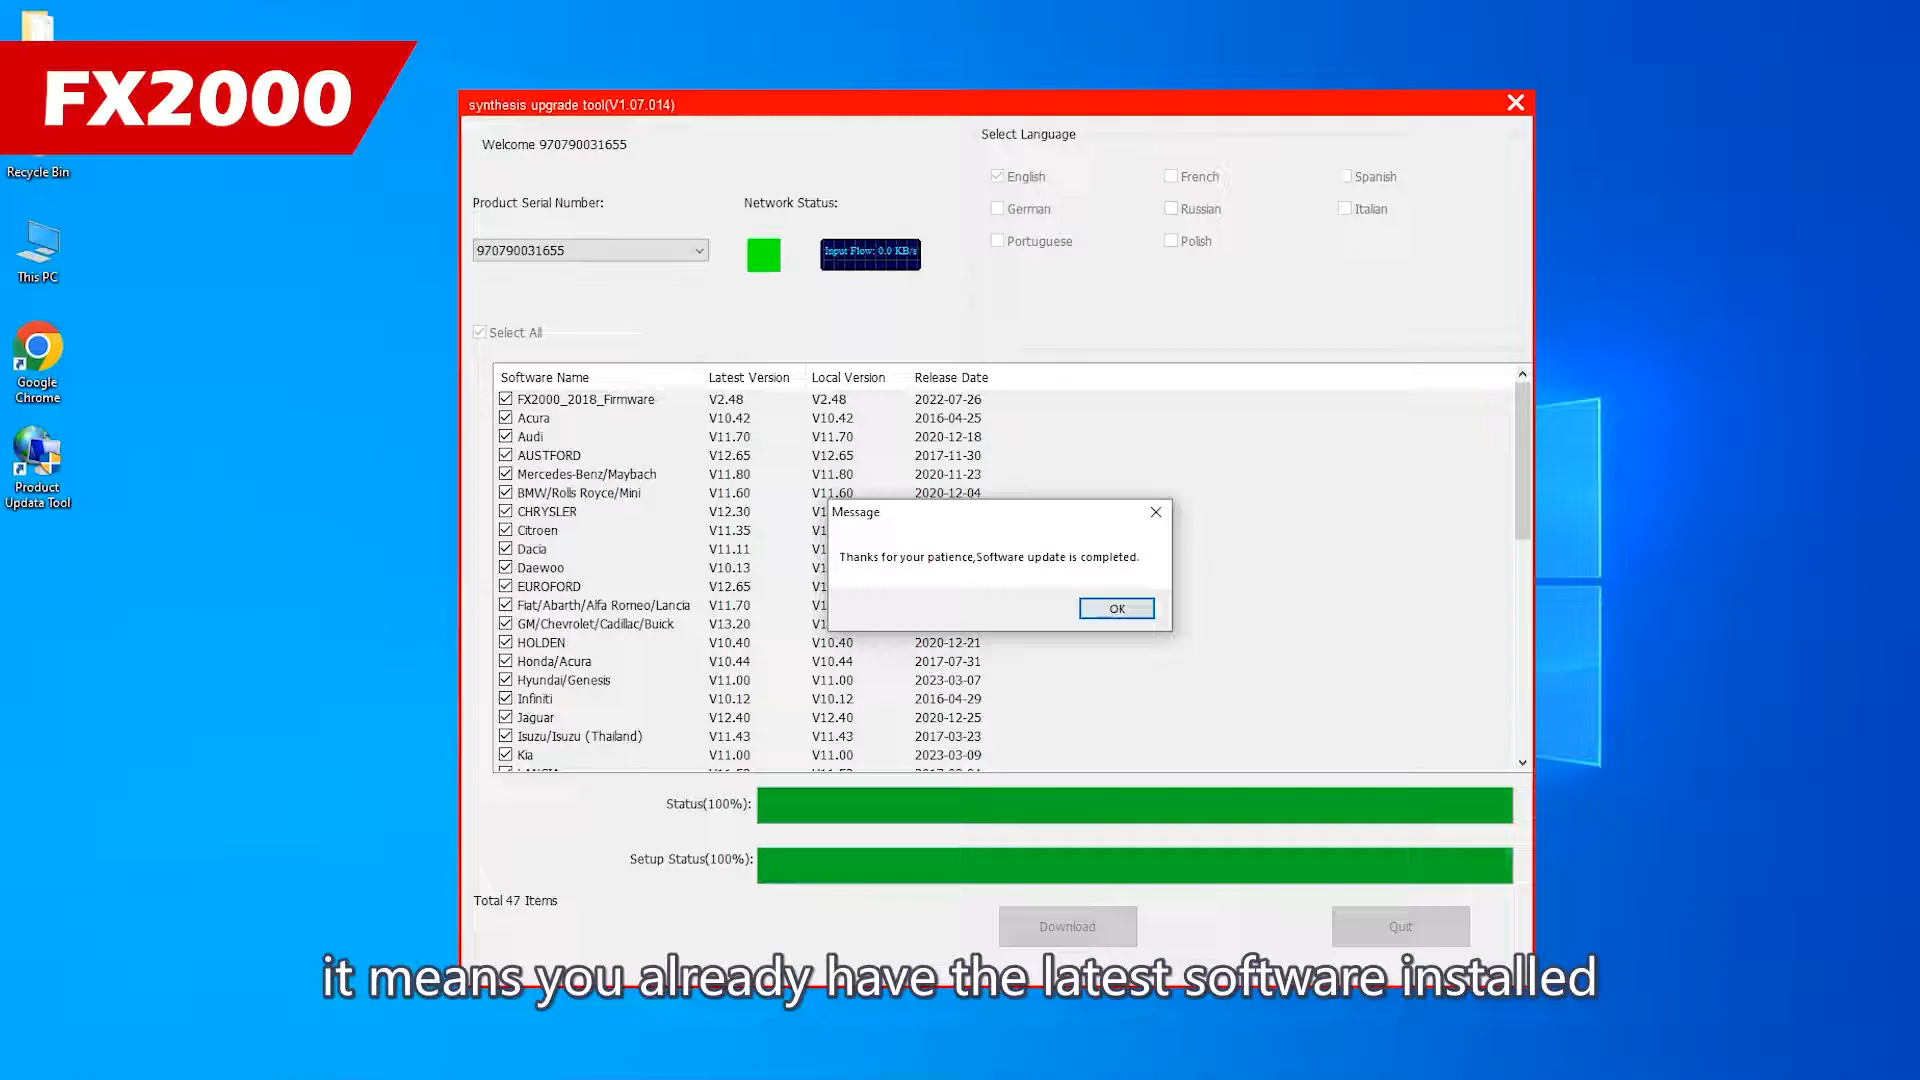 FX2000
Recycle Bin
This PC
Google
Chrome
Product
Updata Tool
synthesis upgrade tool(V1.07.014)
Welcome 970790031655
Select Language
English French Spanish
German Russian Italian
Portuguese Polish
Product Serial Number: Network Status:
970790031655
Input Flow: 0.0 KB/s
Select All
Software Name Latest Version Local Version Release Date
FX2000_2018_Firmware V2.48 V2.48 2022-07-26
Acura V10.42 V10.42 2016-04-25
Audi V11.70 V11.70 2020-12-18
AUSTFORD V12.65 V12.65 2017-11-30
Mercedes-Benz/Maybach V11.80 V11.80 2020-11-23
BMW/Rolls Royce/Mini V11.60 V11.60 2020-12-04
CHRYSLER V12.30 V1
Citroen V11.35 V1
Dacia V11.11 V1
Daewoo V10.13 V1
EUROFORD V12.65 V1
Fiat/Abarth/Alfa Romeo/Lancia V11.70 V1
GM/Chevrolet/Cadillac/Buick V13.20 V1
HOLDEN V10.40 V10.40 2020-12-21
Honda/Acura V10.44 V10.44 2017-07-31
Hyundai/Genesis V11.00 V11.00 2023-03-07
Infiniti V10.12 V10.12 2016-04-29
Jaguar V12.40 V12.40 2020-12-25
Isuzu/Isuzu (Thailand) V11.43 V11.43 2017-03-23
Kia V11.00 V11.00 2023-03-09
Message
Thanks for your patience,Software update is completed.
OK
Status(100%):
Setup Status(100%):
Total 47 Items
Download Quit
it means you already have the latest software installed